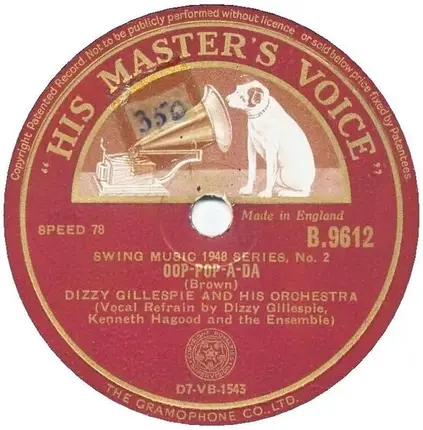 Copyright Patented Record. Not to be publicly performed without licence or sold below price fixed by Patentees
"HIS MASTER'S VOICE"
350
Made in England
SPEED 78
B.9612
SWING MUSIC 1948 SERIES, No. 2
OOP-POP-A-DA
(Brown)
DIZZY GILLESPIE AND HIS ORCHESTRA
(Vocal Refrain by Dizzy Gillespie,
Kenneth Hagood and the Ensemble)
D7-VB-1543
THE GRAMOPHONE CO., LTD.